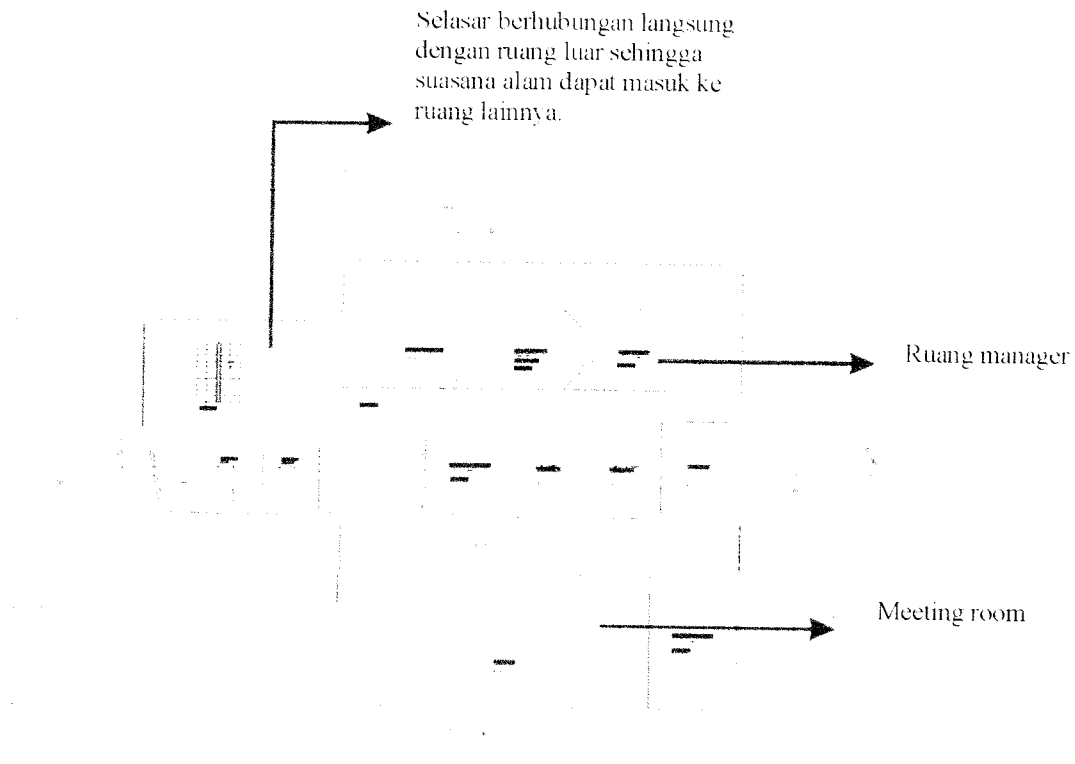 Selasar berhubungan langsung
dengan ruang luar sehingga
suasana alam dapat masuk ke
ruang lainnya.
Ruang manager
Meeting room